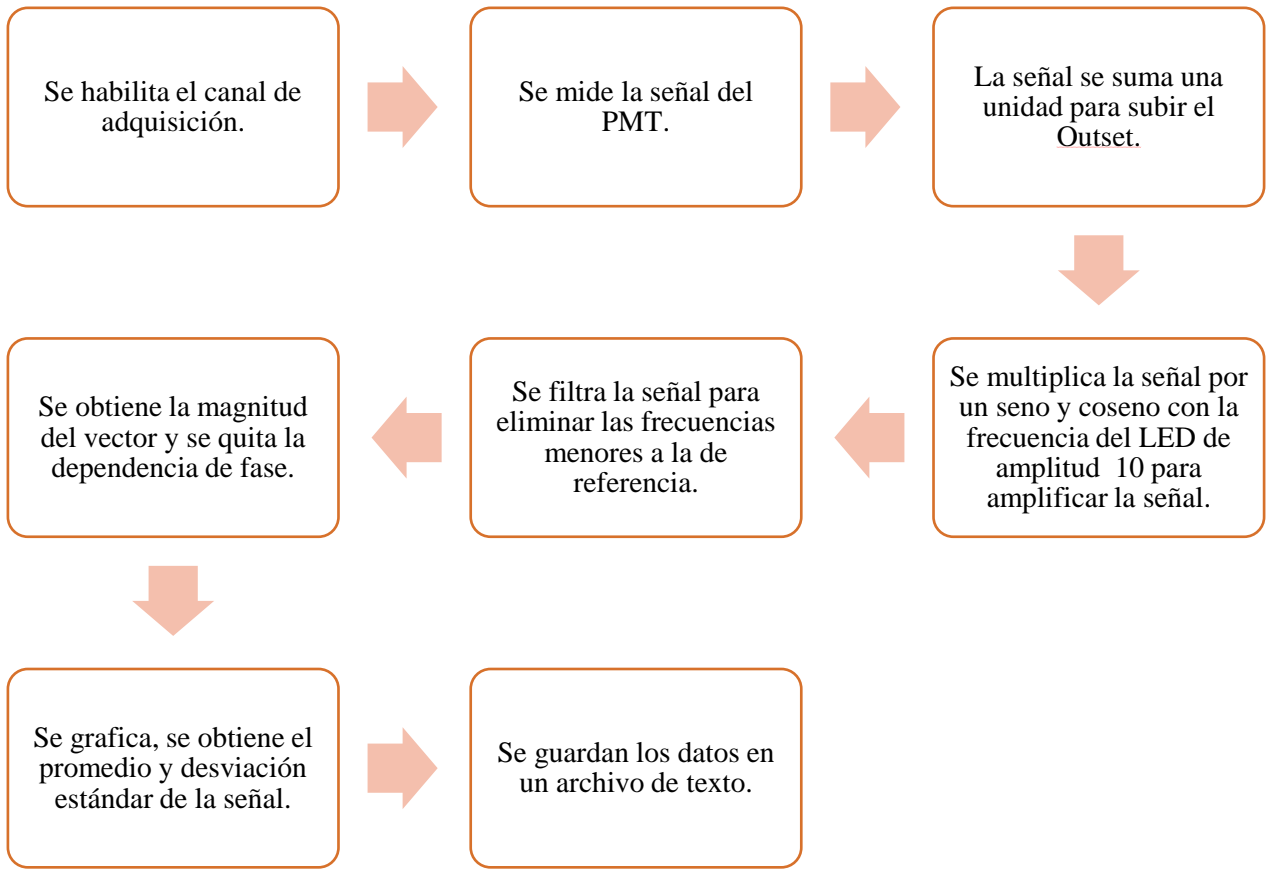 Se habilita el canal de
adquisición.
Se mide la señal del
PMT.
La señal se suma una
unidad para subir el
Outset.
Se multiplica la señal por
un seno y coseno con la
frecuencia del LED de
amplitud 10 para
amplificar la señal.
Se filtra la señal para
eliminar las frecuencias
menores a la de
referencia.
Se obtiene la magnitud
del vector y se quita la
dependencia de fase.
Se grafica, se obtiene el
promedio y desviación
estándar de la señal.
Se guardan los datos en
un archivo de texto.